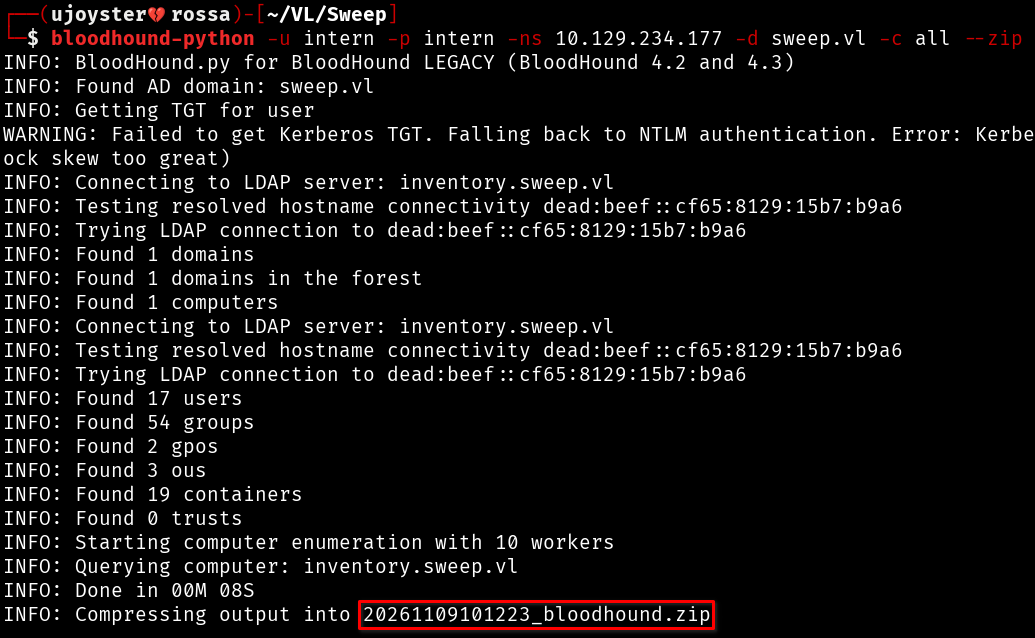 ┌──(ujoyster💔rossa)-[~/VL/Sweep]
└─$ bloodhound-python -u intern -p intern -ns 10.129.234.177 -d sweep.vl -c all --zip
INFO: BloodHound.py for BloodHound LEGACY (BloodHound 4.2 and 4.3)
INFO: Found AD domain: sweep.vl
INFO: Getting TGT for user
WARNING: Failed to get Kerberos TGT. Falling back to NTLM authentication. Error: Kerbe
ock skew too great)
INFO: Connecting to LDAP server: inventory.sweep.vl
INFO: Testing resolved hostname connectivity dead:beef::cf65:8129:15b7:b9a6
INFO: Trying LDAP connection to dead:beef::cf65:8129:15b7:b9a6
INFO: Found 1 domains
INFO: Found 1 domains in the forest
INFO: Found 1 computers
INFO: Connecting to LDAP server: inventory.sweep.vl
INFO: Testing resolved hostname connectivity dead:beef::cf65:8129:15b7:b9a6
INFO: Trying LDAP connection to dead:beef::cf65:8129:15b7:b9a6
INFO: Found 17 users
INFO: Found 54 groups
INFO: Found 2 gpos
INFO: Found 3 ous
INFO: Found 19 containers
INFO: Found 0 trusts
INFO: Starting computer enumeration with 10 workers
INFO: Querying computer: inventory.sweep.vl
INFO: Done in 00M 08S
INFO: Compressing output into 20261109101223_bloodhound.zip